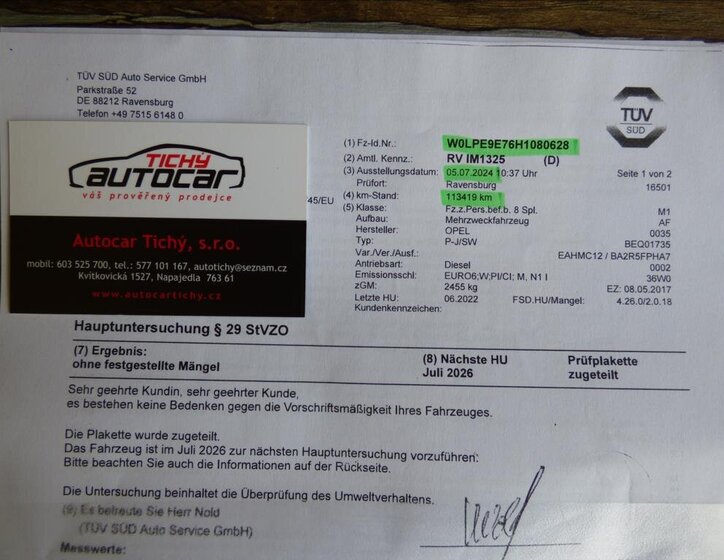 TÜV SÜD Auto Service GmbH
Parkstraße 52
DE 88212 Ravensburg
Telefon +49 7515 6148 0
TÜV
SÜD
TICHÝ
AUTOCAR
váš prověřený prodejce
Autocar Tichý, s.r.o.
mobil: 603 525 700, tel.: 577 101 167, autotichy@seznam.cz
Kvítkovická 1527, Napajedla 763 61
www.autocartichy.cz
45/EU
(1) Fz-Id.Nr.: W0LPE9E76H1080628
(2) Amtl. Kennz.: RV IM1325 (D)
(3) Ausstellungsdatum: 05.07.2024 10:37 Uhr Seite 1 von 2
Prüfort: Ravensburg 16501
(4) km-Stand: 113419 km
(5) Klasse: Fz.z.Pers.bef.b. 8 Spl. M1
Aufbau: Mehrzweckfahrzeug AF
Hersteller: OPEL 0035
Typ: P-J/SW BEQ01735
Var./Ver./Ausf.: EAHMC12 / BA2R5FPHA7
Antriebsart: Diesel 0002
Emissionsschl.: EURO6;W;PI/CI; M, N1 I 36W0
zGM: 2455 kg EZ: 08.05.2017
Letzte HU: 06.2022 FSD.HU/Mangel: 4.26.0/2.0.18
Kundenkennzeichen:
Hauptuntersuchung § 29 StVZO
(7) Ergebnis: (8) Nächste HU Prüfplakette
ohne festgestellte Mängel Juli 2026 zugeteilt
Sehr geehrte Kundin, sehr geehrter Kunde,
es bestehen keine Bedenken gegen die Vorschriftsmäßigkeit Ihres Fahrzeuges.
Die Plakette wurde zugeteilt.
Das Fahrzeug ist im Juli 2026 zur nächsten Hauptuntersuchung vorzuführen:
Bitte beachten Sie auch die Informationen auf der Rückseite.
Die Untersuchung beinhaltet die Überprüfung des Umweltverhaltens.
(9) Es betreute Sie Herr Nold
(TÜV SÜD Auto Service GmbH)
Messwerte: